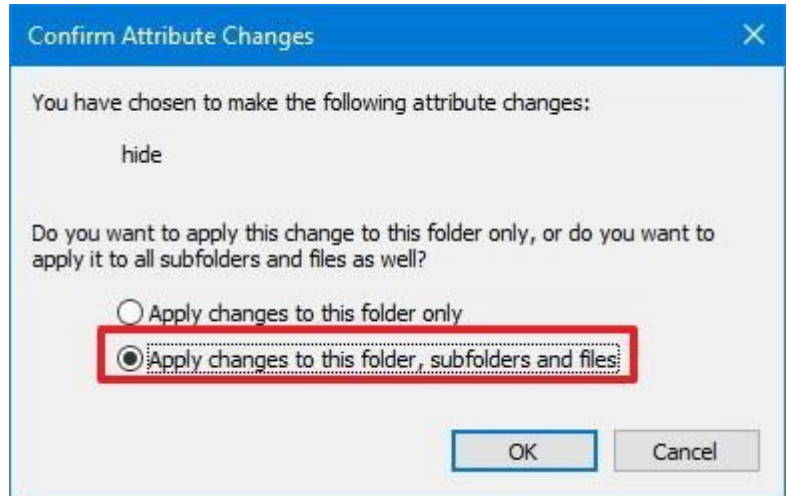 Confirm Attribute Changes
You have chosen to make the following attribute changes:
hide
Do you want to apply this change to this folder only, or do you want to
apply it to all subfolders and files as well?
Apply changes to this folder only
Apply changes to this folder, subfolders and files
OK Cancel